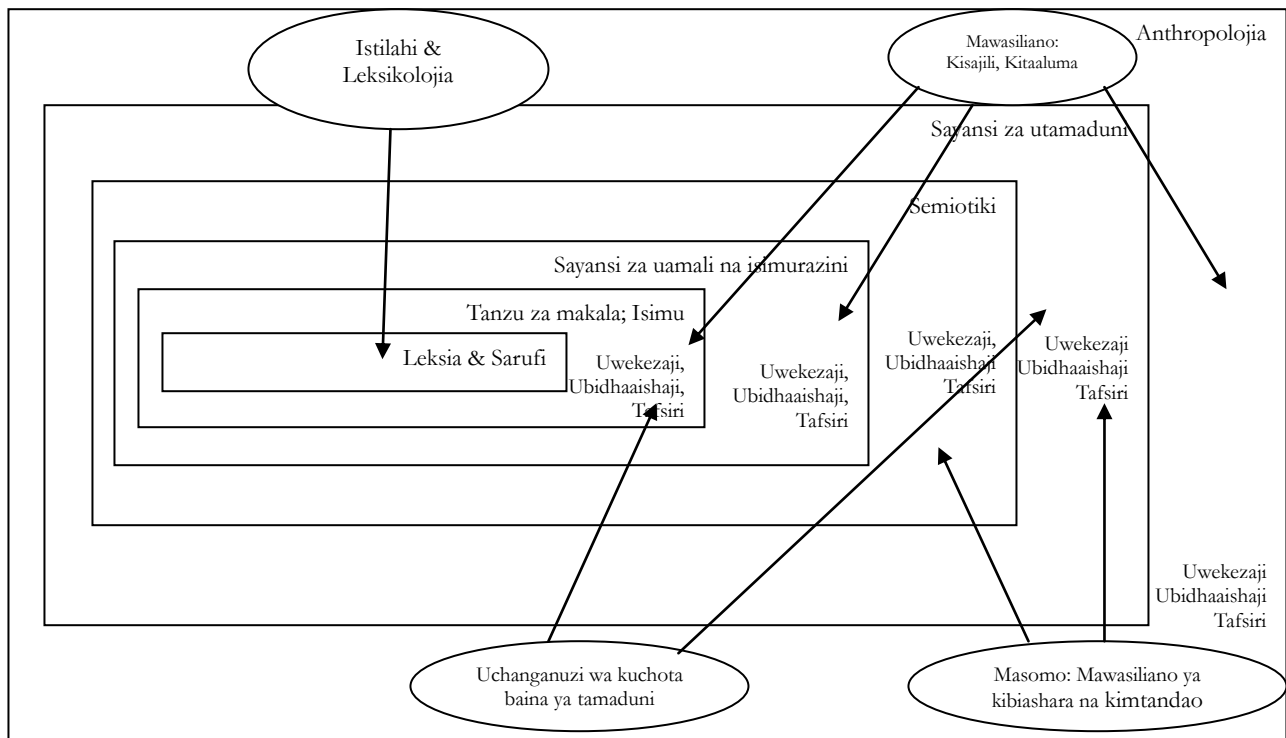 Istilahi &
Leksikolojia
Mawasiliano:
Kisajili, Kitaaluma
Anthropolojia
Sayansi za utamaduni
Semiotiki
Sayansi za uamali na isimurazini
Tanzu za makala; Isimu
Leksia & Sarufi
Uwekezaji,
Ubidhaaishaji,
Tafsiri
Uwekezaji,
Ubidhaaishaji,
Tafsiri
Uwekezaji,
Ubidhaaishaji
Tafsiri
Uwekezaji
Ubidhaaishaji
Tafsiri
Uwekezaji
Ubidhaaishaji
Tafsiri
Uchanganuzi wa kuchota
baina ya tamaduni
Masomo: Mawasiliano ya
kibiashara na kimtandao